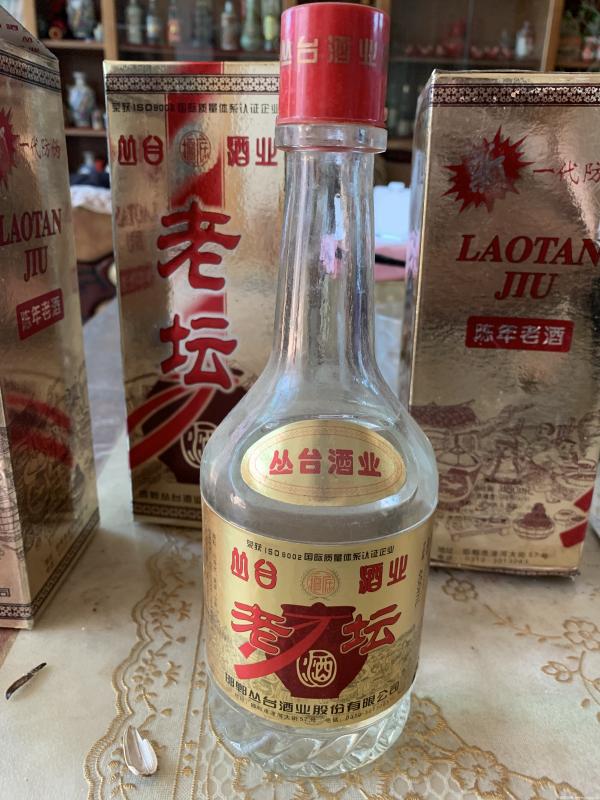 丛台酒业
一代防伪
LAOTAN
JIU
陈年老酒
荣获ISO9002国际质量体系认证企业
丛台 酒业
老坛
酒
一代防
LAOTAN
JIU
陈年老酒
丛台酒业
荣获ISO9002国际质量体系认证企业
丛台 酒业
老坛
酒
邯郸丛台酒业股份有限公司